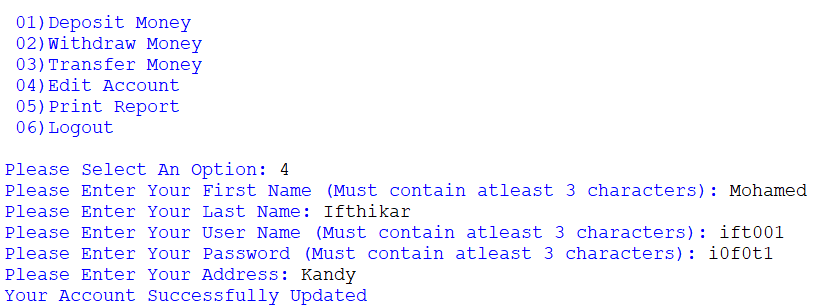 01)Deposit Money
02)Withdraw Money
03)Transfer Money
04)Edit Account
05)Print Report
06)Logout
Please Select An Option: 4
Please Enter Your First Name (Must contain atleast 3 characters): Mohamed
Please Enter Your Last Name: Ifthikar
Please Enter Your User Name (Must contain atleast 3 characters): ift001
Please Enter Your Password (Must contain atleast 3 characters): i0f0t1
Please Enter Your Address: Kandy
Your Account Successfully Updated